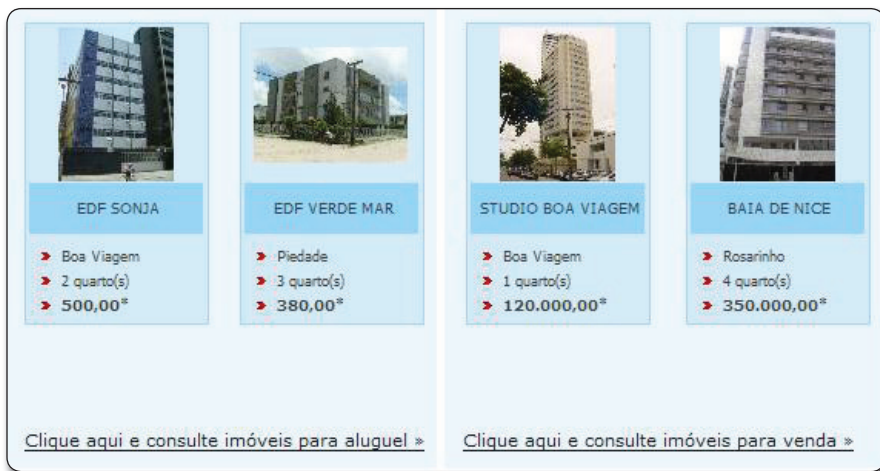 EDF SONJA
Boa Viagem
2 quarto(s)
500,00*
EDF VERDE MAR
Piedade
3 quarto(s)
380,00*
Clique aqui e consulte imóveis para aluguel »
STUDIO BOA VIAGEM
Boa Viagem
1 quarto(s)
120.000,00*
BAIA DE NICE
Rosarinho
4 quarto(s)
350.000,00*
Clique aqui e consulte imóveis para venda »